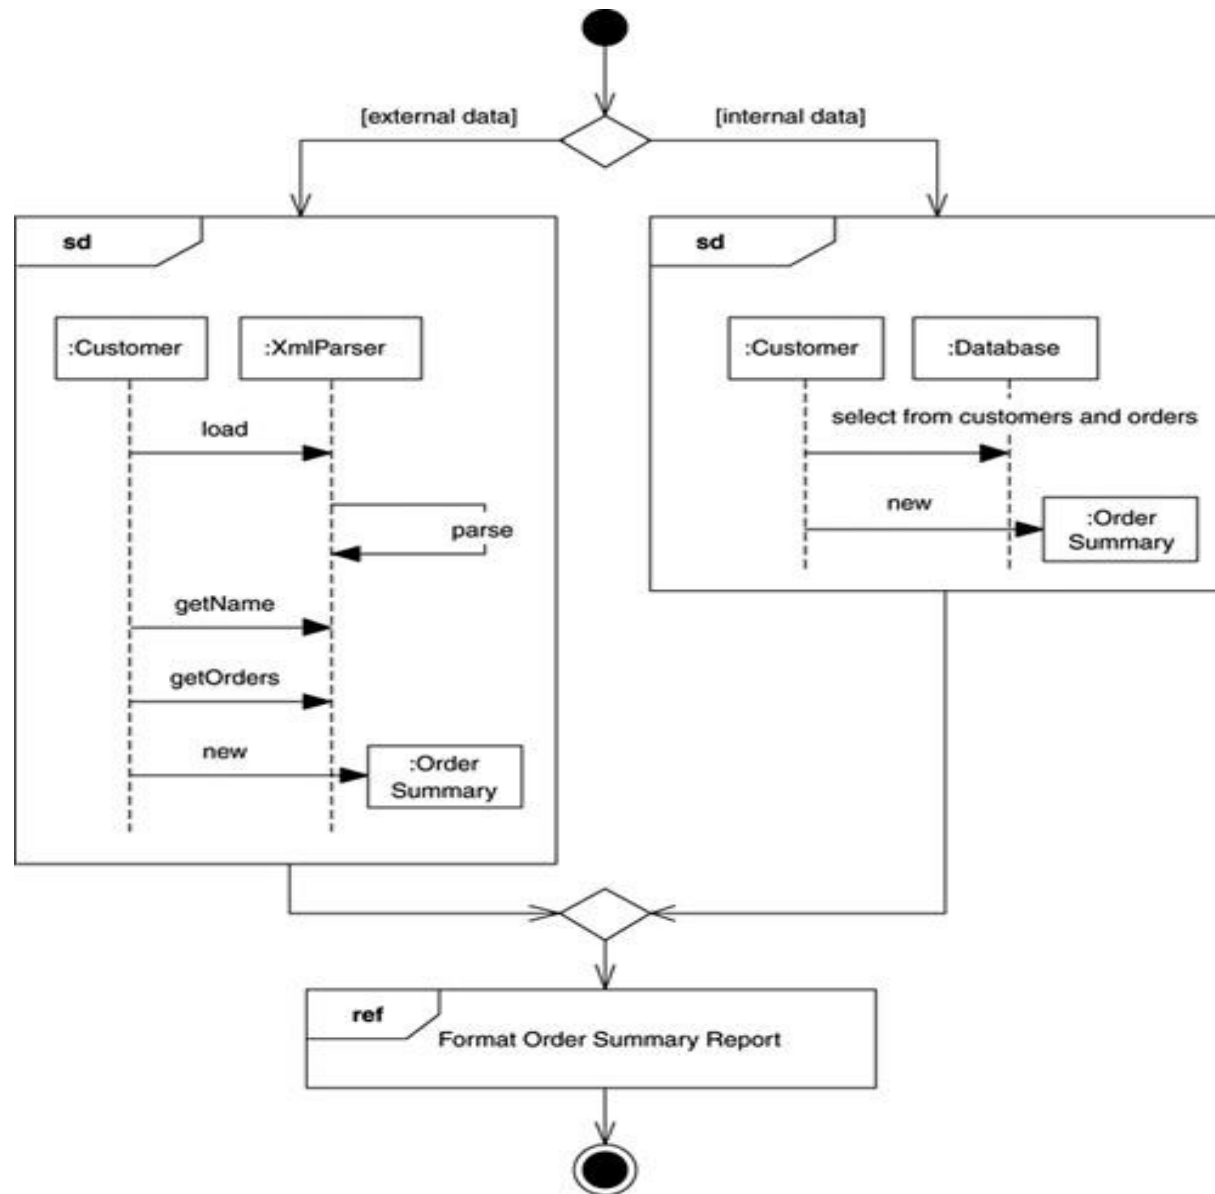 [external data]
[internal data]
sd
:Customer
:XmlParser
load
parse
getName
getOrders
new
:Order
Summary
sd
:Customer
:Database
select from customers and orders
new
:Order
Summary
ref
Format Order Summary Report